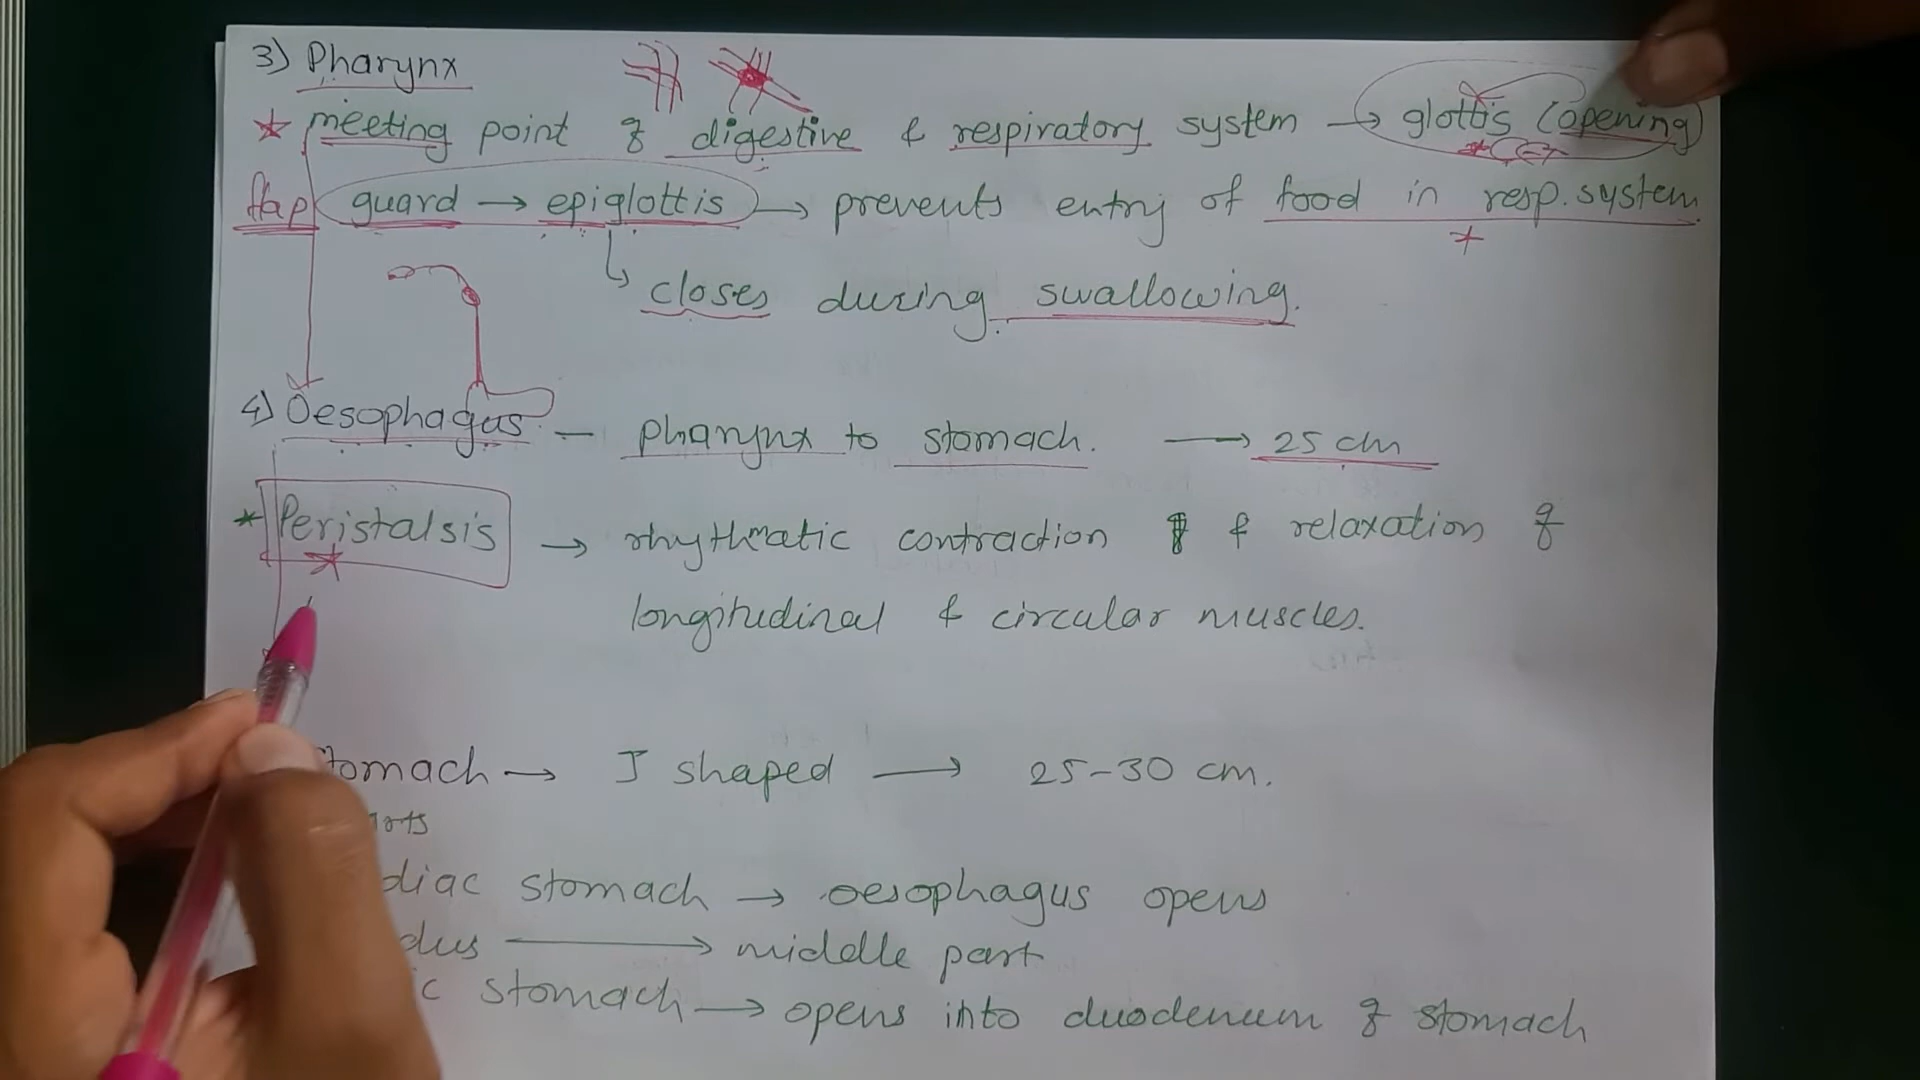 3) Pharynx
* meeting point of digestive & respiratory system → glottis (opening)
flap guard → epiglottis → prevents entry of food in resp. system
↳ closes during swallowing.
4) Oesophagus - pharynx to stomach. → 25 cm
* Peristalsis → rhythmatic contraction & relaxation of
longitudinal & circular muscles.
tomach → J shaped → 25-30 cm.
arts
diac stomach → oesophagus opens
dus → middle part
c stomach → opens into duodenum of stomach